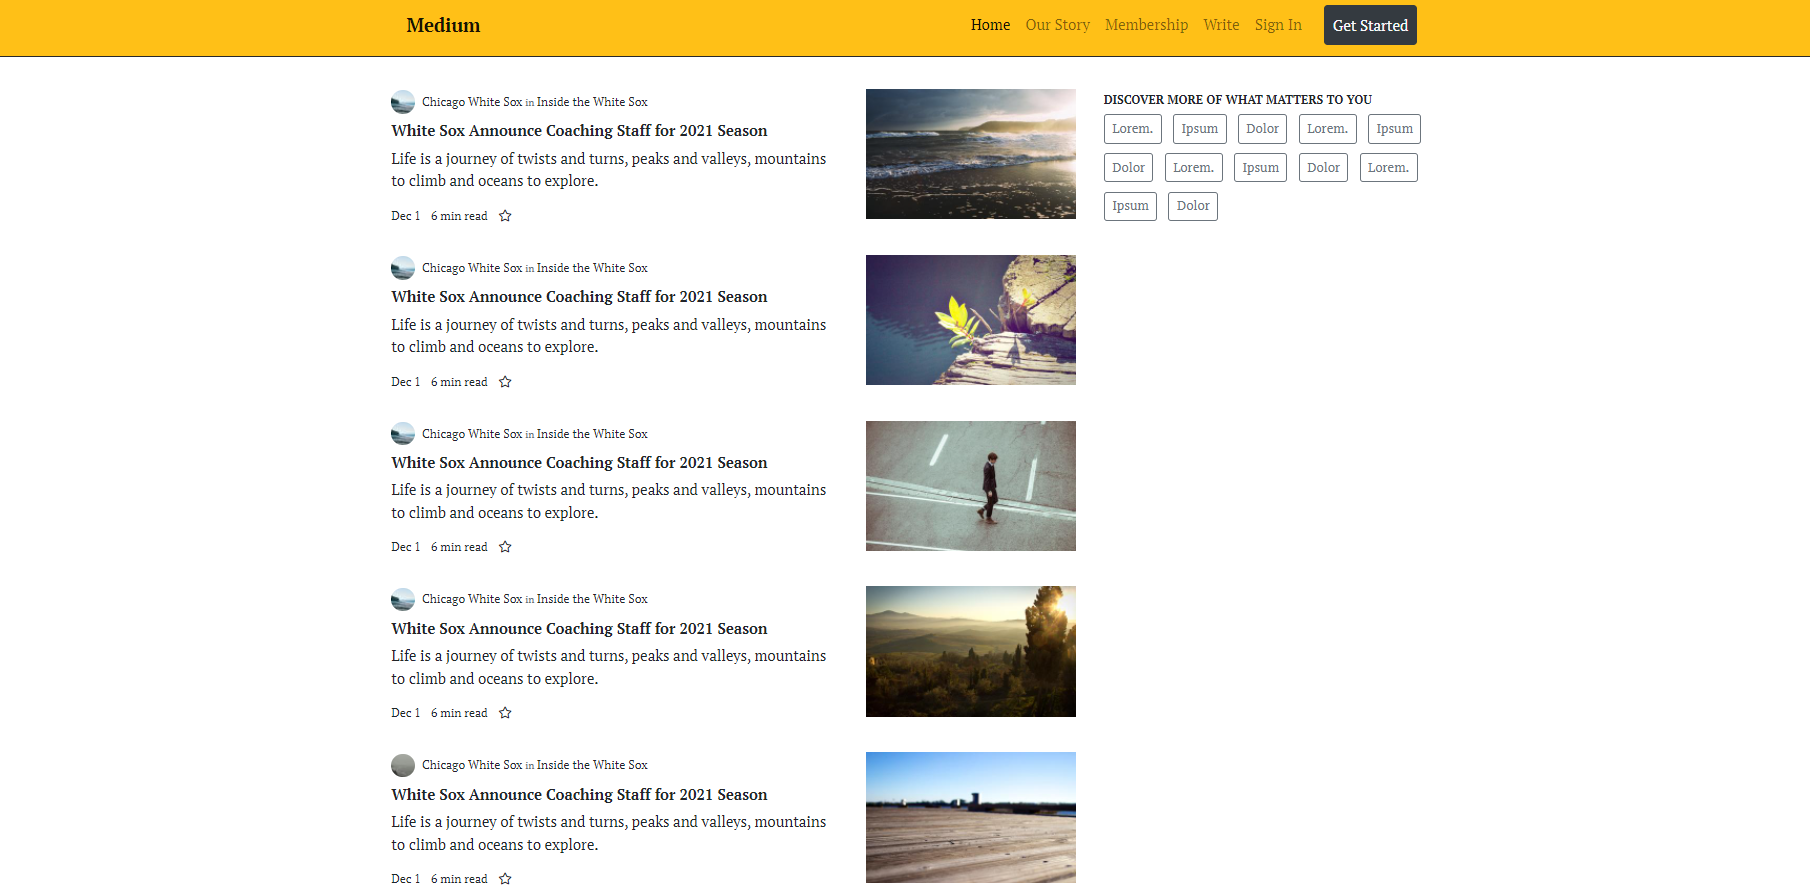 Medium
Home Our Story Membership Write Sign In Get Started
Chicago White Sox in Inside the White Sox
White Sox Announce Coaching Staff for 2021 Season
Life is a journey of twists and turns, peaks and valleys, mountains
to climb and oceans to explore.
Dec 1 6 min read
Chicago White Sox in Inside the White Sox
White Sox Announce Coaching Staff for 2021 Season
Life is a journey of twists and turns, peaks and valleys, mountains
to climb and oceans to explore.
Dec 1 6 min read
Chicago White Sox in Inside the White Sox
White Sox Announce Coaching Staff for 2021 Season
Life is a journey of twists and turns, peaks and valleys, mountains
to climb and oceans to explore.
Dec 1 6 min read
Chicago White Sox in Inside the White Sox
White Sox Announce Coaching Staff for 2021 Season
Life is a journey of twists and turns, peaks and valleys, mountains
to climb and oceans to explore.
Dec 1 6 min read
Chicago White Sox in Inside the White Sox
White Sox Announce Coaching Staff for 2021 Season
Life is a journey of twists and turns, peaks and valleys, mountains
to climb and oceans to explore.
Dec 1 6 min read
DISCOVER MORE OF WHAT MATTERS TO YOU
Lorem. Ipsum Dolor Lorem. Ipsum
Dolor Lorem. Ipsum Dolor Lorem.
Ipsum Dolor